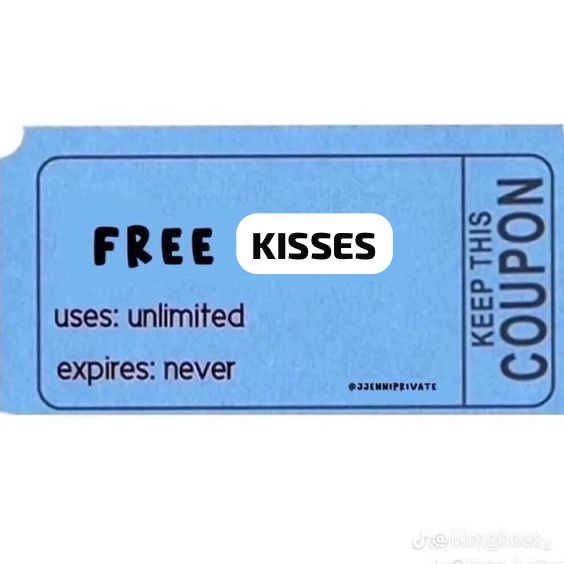 FREE KISSES
uses: unlimited
expires: never
@JJENNIPRIVATE
KEEP THIS
COUPON